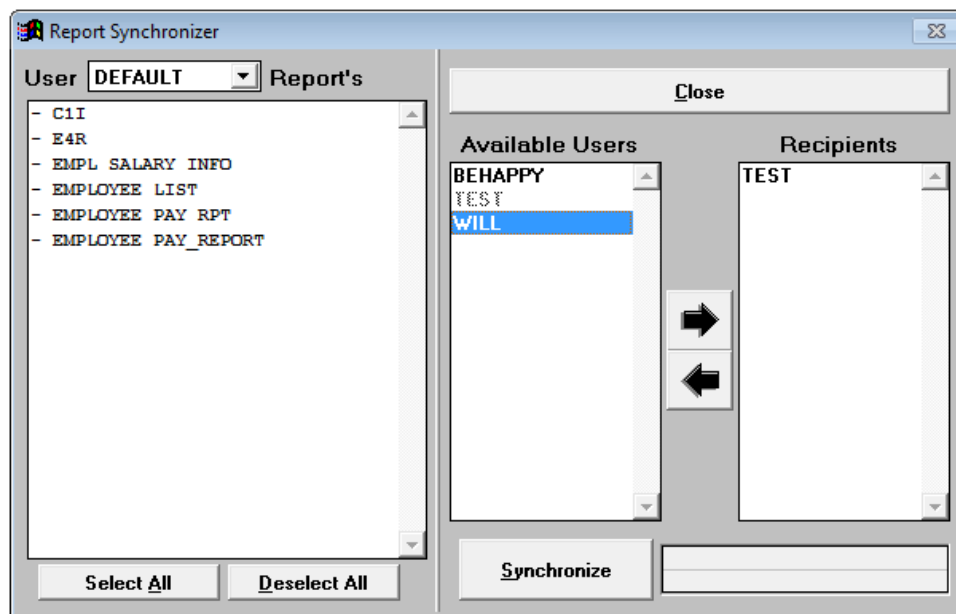 Report Synchronizer
User DEFAULT Report's
- C1I
- E4R
- EMPL SALARY INFO
- EMPLOYEE LIST
- EMPLOYEE PAY RPT
- EMPLOYEE PAY_REPORT
Select All Deselect All
Close
Available Users
BEHAPPY
TEST
WILL
Recipients
TEST
Synchronize